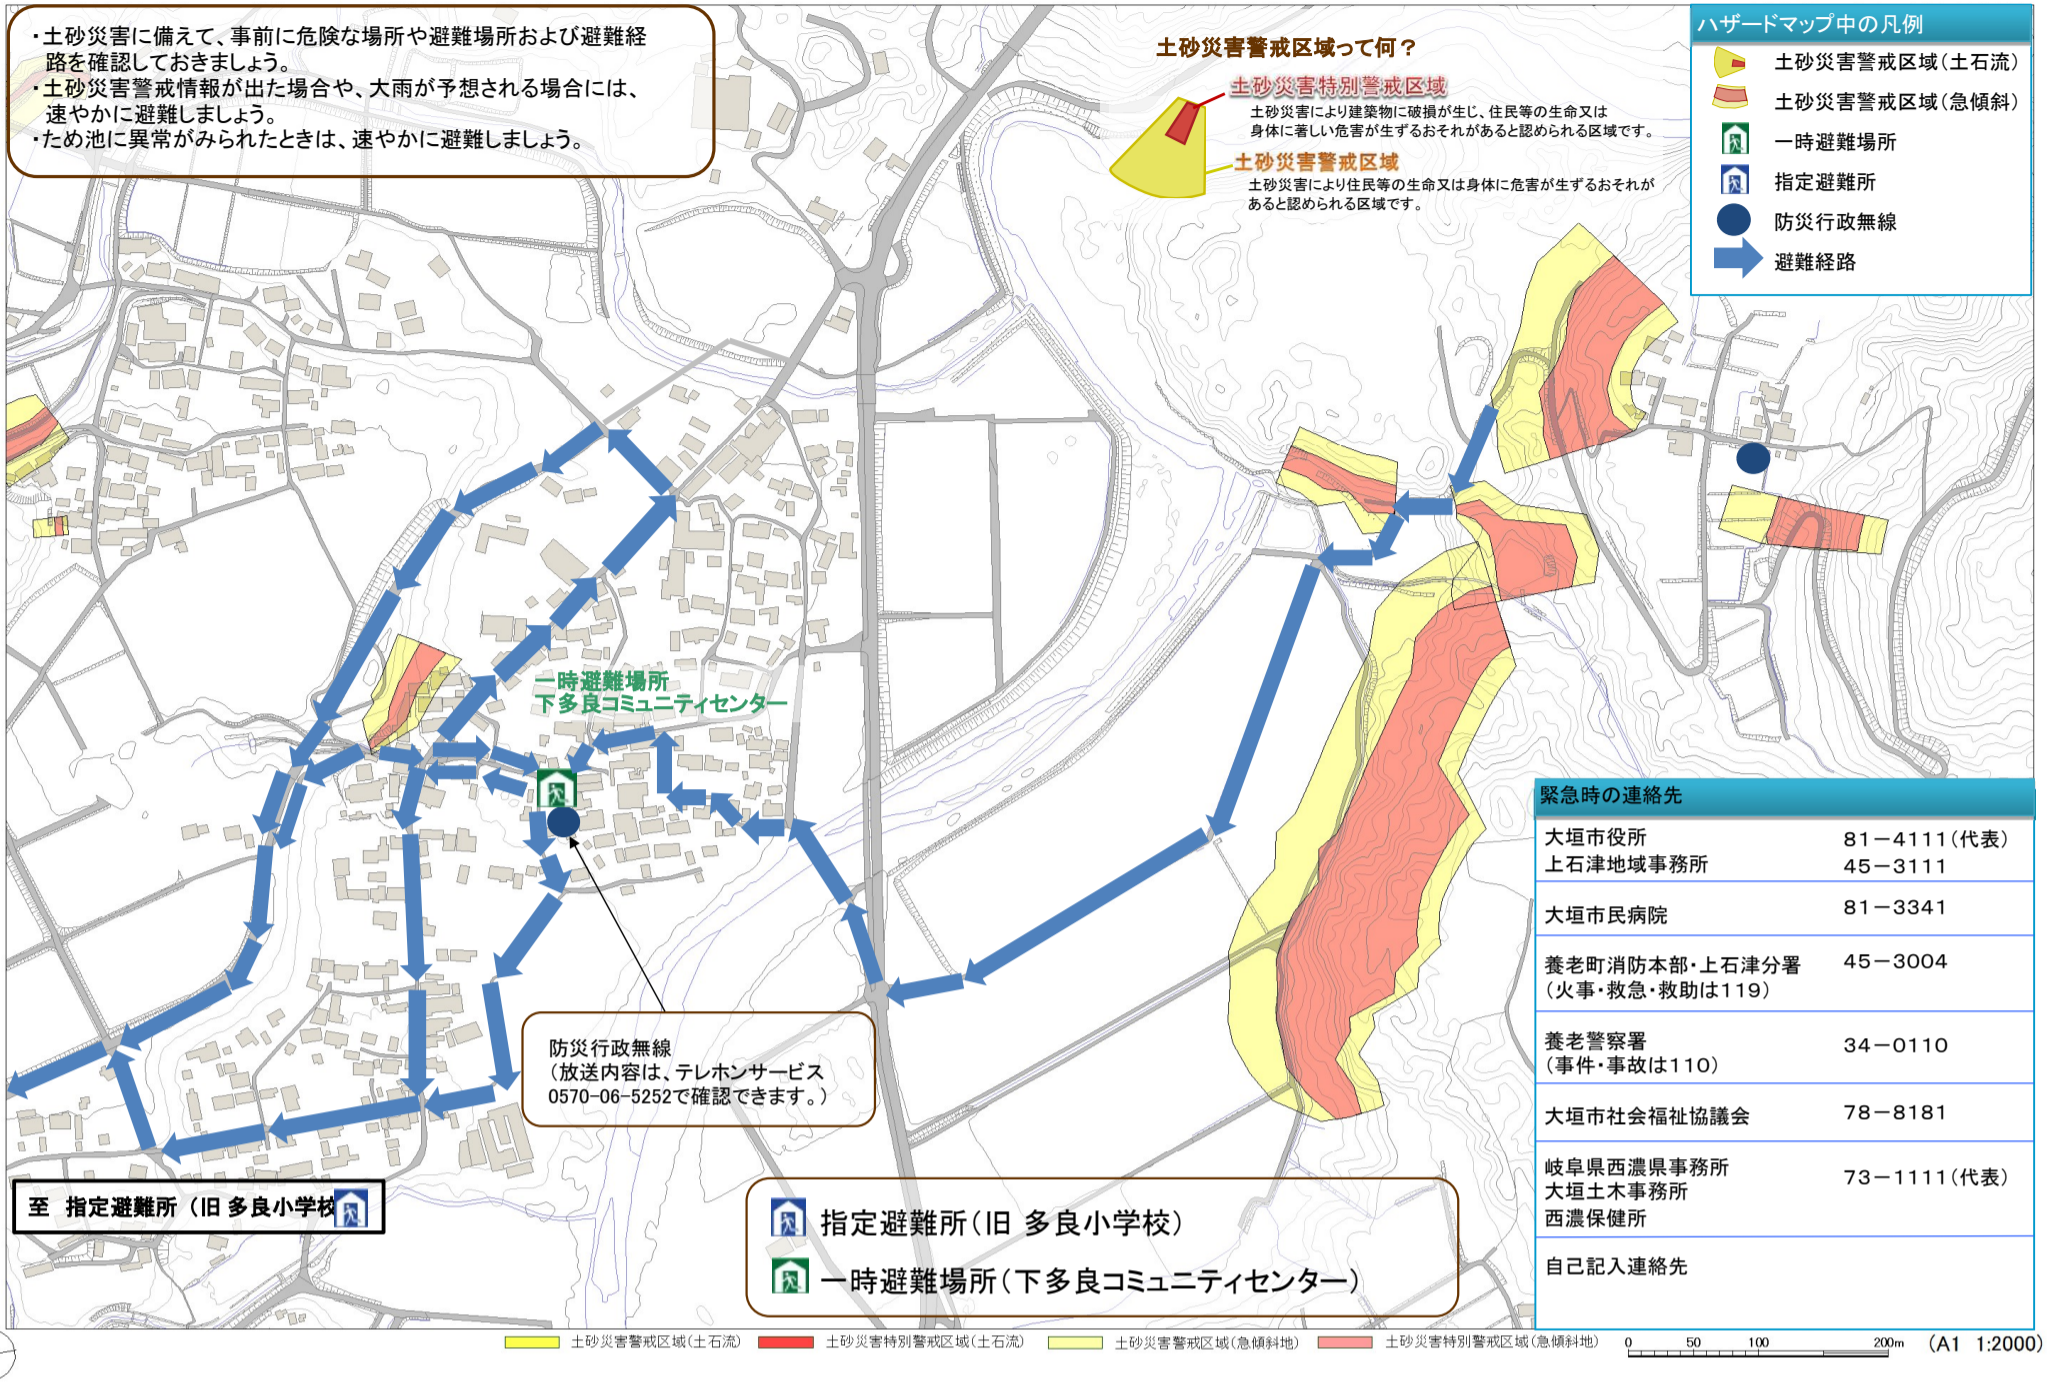 ・土砂災害に備えて、事前に危険な場所や避難場所および避難経
路を確認しておきましょう。
・土砂災害警戒情報が出た場合や、大雨が予想される場合には、
速やかに避難しましょう。
・ため池に異常がみられたときは、速やかに避難しましょう。
土砂災害警戒区域って何？
土砂災害特別警戒区域
土砂災害により建築物に破損が生じ、住民等の生命又は
身体に著しい危害が生ずるおそれがあると認められる区域です。
土砂災害警戒区域
土砂災害により住民等の生命又は身体に危害が生ずるおそれが
あると認められる区域です。
ハザードマップ中の凡例
土砂災害警戒区域（土石流）
土砂災害警戒区域（急傾斜）
一時避難場所
指定避難所
防災行政無線
避難経路
一時避難場所
下多良コミュニティセンター
防災行政無線
（放送内容は、テレホンサービス
0570-06-5252で確認できます。）
至 指定避難所（旧 多良小学校
指定避難所（旧 多良小学校）
一時避難場所（下多良コミュニティセンター）
緊急時の連絡先
大垣市役所 81－4111（代表）
上石津地域事務所 45－3111
大垣市民病院 81－3341
養老町消防本部・上石津分署 45－3004
（火事・救急・救助は119）
養老警察署 34－0110
（事件・事故は110）
大垣市社会福祉協議会 78－8181
岐阜県西濃県事務所
大垣土木事務所 73－1111（代表）
西濃保健所
自己記入連絡先
土砂災害警戒区域（土石流） 土砂災害特別警戒区域（土石流） 土砂災害警戒区域（急傾斜地） 土砂災害特別警戒区域（急傾斜地）
0 50 100 200m （A1 1:2000）